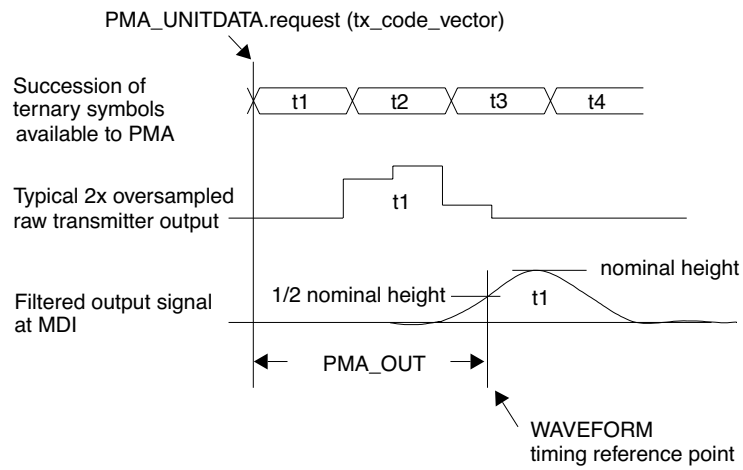 PMA_UNITDATA.request (tx_code_vector)
Succession of
ternary symbols
available to PMA
t1 t2 t3 t4
Typical 2x oversampled
raw transmitter output
t1
nominal height
1/2 nominal height
t1
Filtered output signal
at MDI
PMA_OUT
WAVEFORM
timing reference point